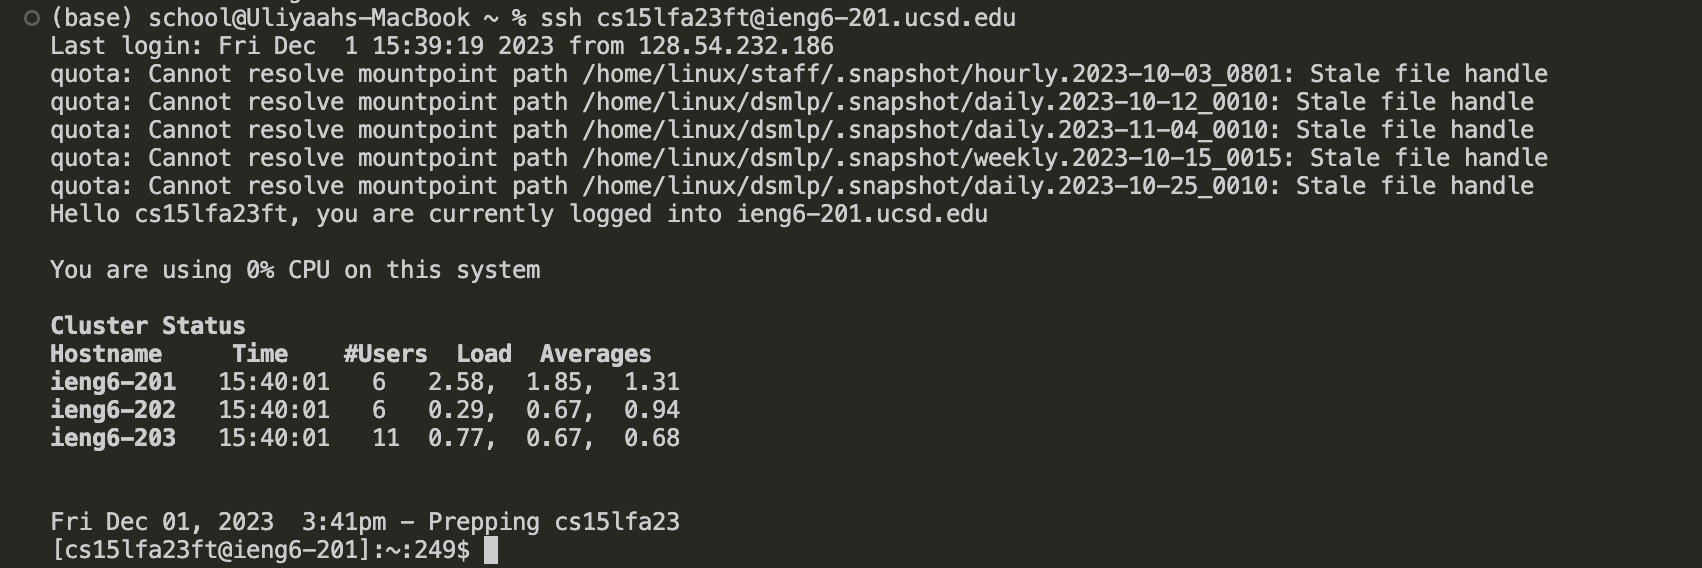 (base) school@Uliyaahs-MacBook ~ % ssh cs15lfa23ft@ieng6-201.ucsd.edu
Last login: Fri Dec  1 15:39:19 2023 from 128.54.232.186
quota: Cannot resolve mountpoint path /home/linux/staff/.snapshot/hourly.2023-10-03_0801: Stale file handle
quota: Cannot resolve mountpoint path /home/linux/dsmlp/.snapshot/daily.2023-10-12_0010: Stale file handle
quota: Cannot resolve mountpoint path /home/linux/dsmlp/.snapshot/daily.2023-11-04_0010: Stale file handle
quota: Cannot resolve mountpoint path /home/linux/dsmlp/.snapshot/weekly.2023-10-15_0015: Stale file handle
quota: Cannot resolve mountpoint path /home/linux/dsmlp/.snapshot/daily.2023-10-25_0010: Stale file handle
Hello cs15lfa23ft, you are currently logged into ieng6-201.ucsd.edu
You are using 0% CPU on this system
Cluster Status
Hostname     Time    #Users  Load  Averages
ieng6-201   15:40:01   6   2.58,  1.85,  1.31
ieng6-202   15:40:01   6   0.29,  0.67,  0.94
ieng6-203   15:40:01   11  0.77,  0.67,  0.68
Fri Dec 01, 2023  3:41pm - Prepping cs15lfa23
[cs15lfa23ft@ieng6-201]:~:249$